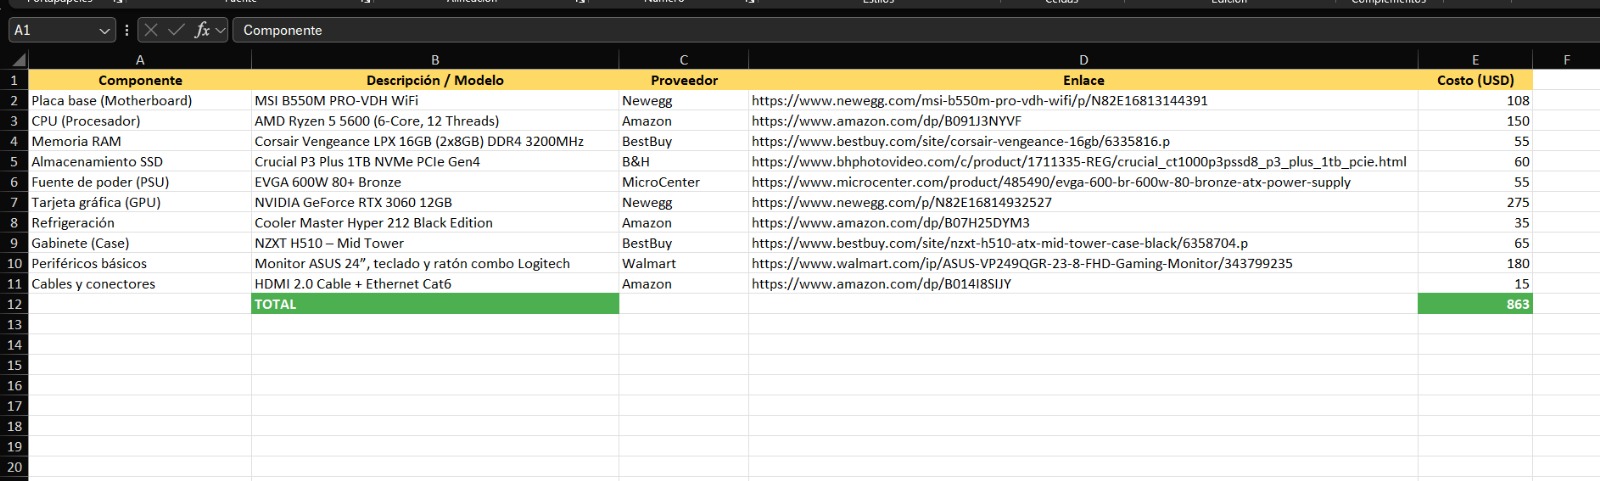 Portapapeles Fuente Alineación Número Estilos Celdas Edición Complementos
A1 fx Componente
A B C D E F
1 Componente Descripción / Modelo Proveedor Enlace Costo (USD)
2 Placa base (Motherboard) MSI B550M PRO-VDH WiFi Newegg https://www.newegg.com/msi-b550m-pro-vdh-wifi/p/N82E16813144391 108
3 CPU (Procesador) AMD Ryzen 5 5600 (6-Core, 12 Threads) Amazon https://www.amazon.com/dp/B091J3NYVF 150
4 Memoria RAM Corsair Vengeance LPX 16GB (2x8GB) DDR4 3200MHz BestBuy https://www.bestbuy.com/site/corsair-vengeance-16gb/6335816.p 55
5 Almacenamiento SSD Crucial P3 Plus 1TB NVMe PCIe Gen4 B&H https://www.bhphotovideo.com/c/product/1711335-REG/crucial_ct1000p3pssd8_p3_plus_1tb_pcie.html 60
6 Fuente de poder (PSU) EVGA 600W 80+ Bronze MicroCenter https://www.microcenter.com/product/485490/evga-600-br-600w-80-bronze-atx-power-supply 55
7 Tarjeta gráfica (GPU) NVIDIA GeForce RTX 3060 12GB Newegg https://www.newegg.com/p/N82E16814932527 275
8 Refrigeración Cooler Master Hyper 212 Black Edition Amazon https://www.amazon.com/dp/B07H25DYM3 35
9 Gabinete (Case) NZXT H510 – Mid Tower BestBuy https://www.bestbuy.com/site/nzxt-h510-atx-mid-tower-case-black/6358704.p 65
10 Periféricos básicos Monitor ASUS 24”, teclado y ratón combo Logitech Walmart https://www.walmart.com/ip/ASUS-VP249QGR-23-8-FHD-Gaming-Monitor/343799235 180
11 Cables y conectores HDMI 2.0 Cable + Ethernet Cat6 Amazon https://www.amazon.com/dp/B014I8SIJY 15
12 TOTAL 863
13
14
15
16
17
18
19
20